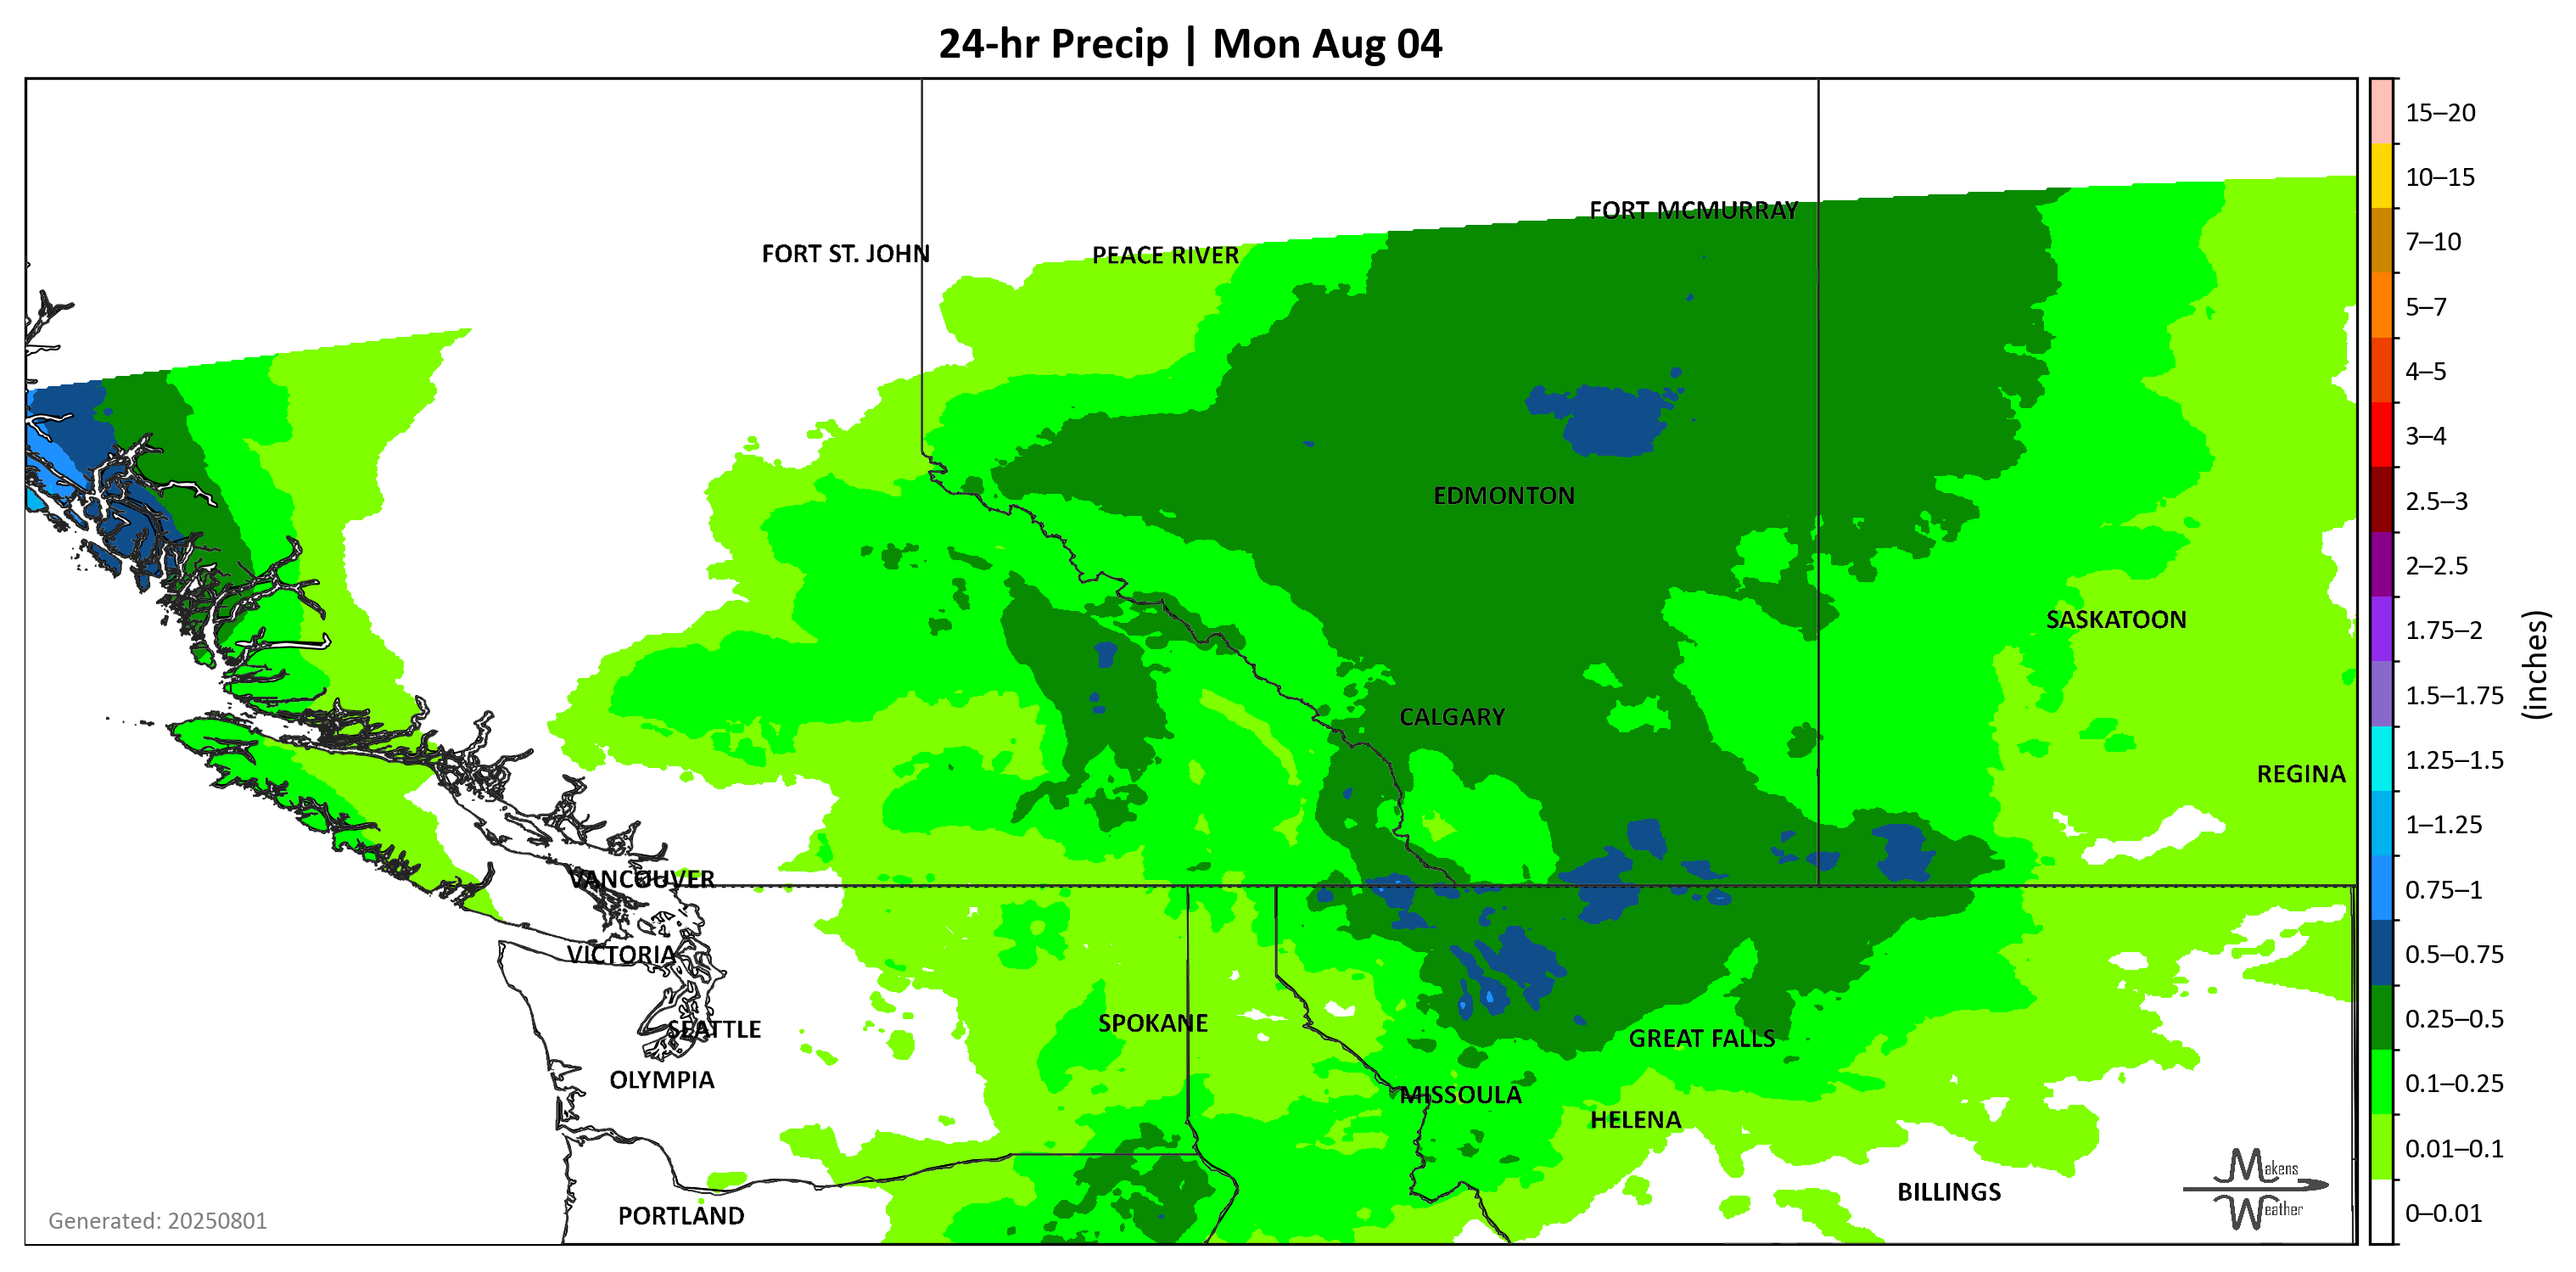 24-hr Precip | Mon Aug 04
15–20
10–15
7–10
5–7
4–5
3–4
2.5–3
2–2.5
1.75–2
1.5–1.75
1.25–1.5
1–1.25
0.75–1
0.5–0.75
0.25–0.5
0.1–0.25
0.01–0.1
0–0.01
(inches)
FORT MCMURRAY
FORT ST. JOHN
PEACE RIVER
EDMONTON
SASKATOON
CALGARY
REGINA
VANCOUVER
VICTORIA
SPOKANE
SEATTLE
GREAT FALLS
OLYMPIA
MISSOULA
HELENA
BILLINGS
PORTLAND
Makens
Weather
Generated: 20250801